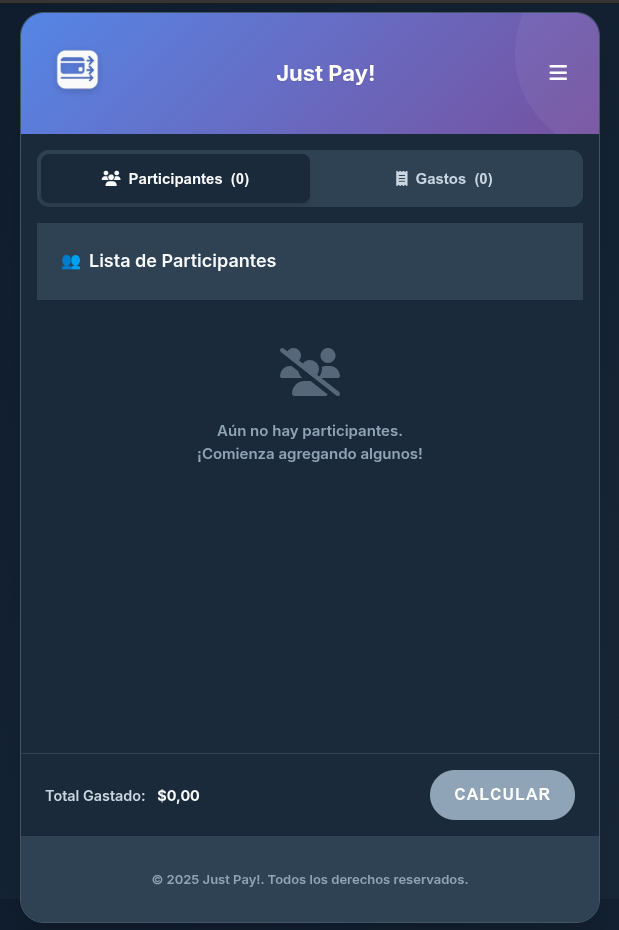 Just Pay!
Participantes (0)
Gastos (0)
Lista de Participantes
Aún no hay participantes.
¡Comienza agregando algunos!
Total Gastado: $0,00
CALCULAR
© 2025 Just Pay!. Todos los derechos reservados.